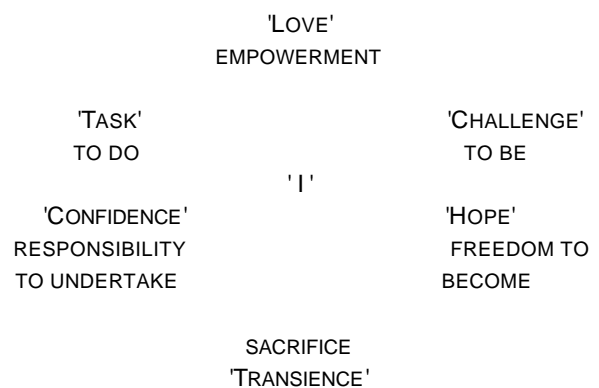 'LOVE'
EMPOWERMENT
'TASK' 'CHALLENGE'
TO DO TO BE
'I'
'CONFIDENCE' 'HOPE'
RESPONSIBILITY FREEDOM TO
TO UNDERTAKE BECOME
SACRIFICE
'TRANSIENCE'